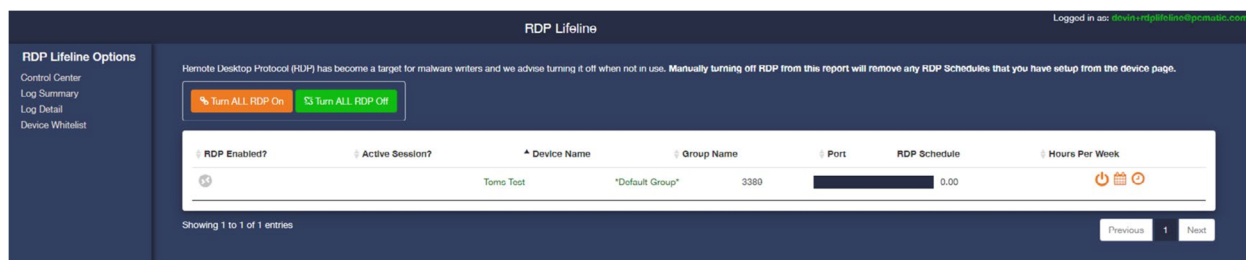 RDP Lifeline
Logged in as: devin+rdplifeline@pcmatic.com
RDP Lifeline Options
Control Center
Log Summary
Log Detail
Device Whitelist
Remote Desktop Protocol (RDP) has become a target for malware writers and we advise turning it off when not in use. Manually turning off RDP from this report will remove any RDP Schedules that you have setup from the device page.
Turn ALL RDP On
Turn ALL RDP Off
RDP Enabled? Active Session? Device Name Group Name Port RDP Schedule Hours Per Week
Toms Test *Default Group* 3389 0.00
Showing 1 to 1 of 1 entries
Previous 1 Next